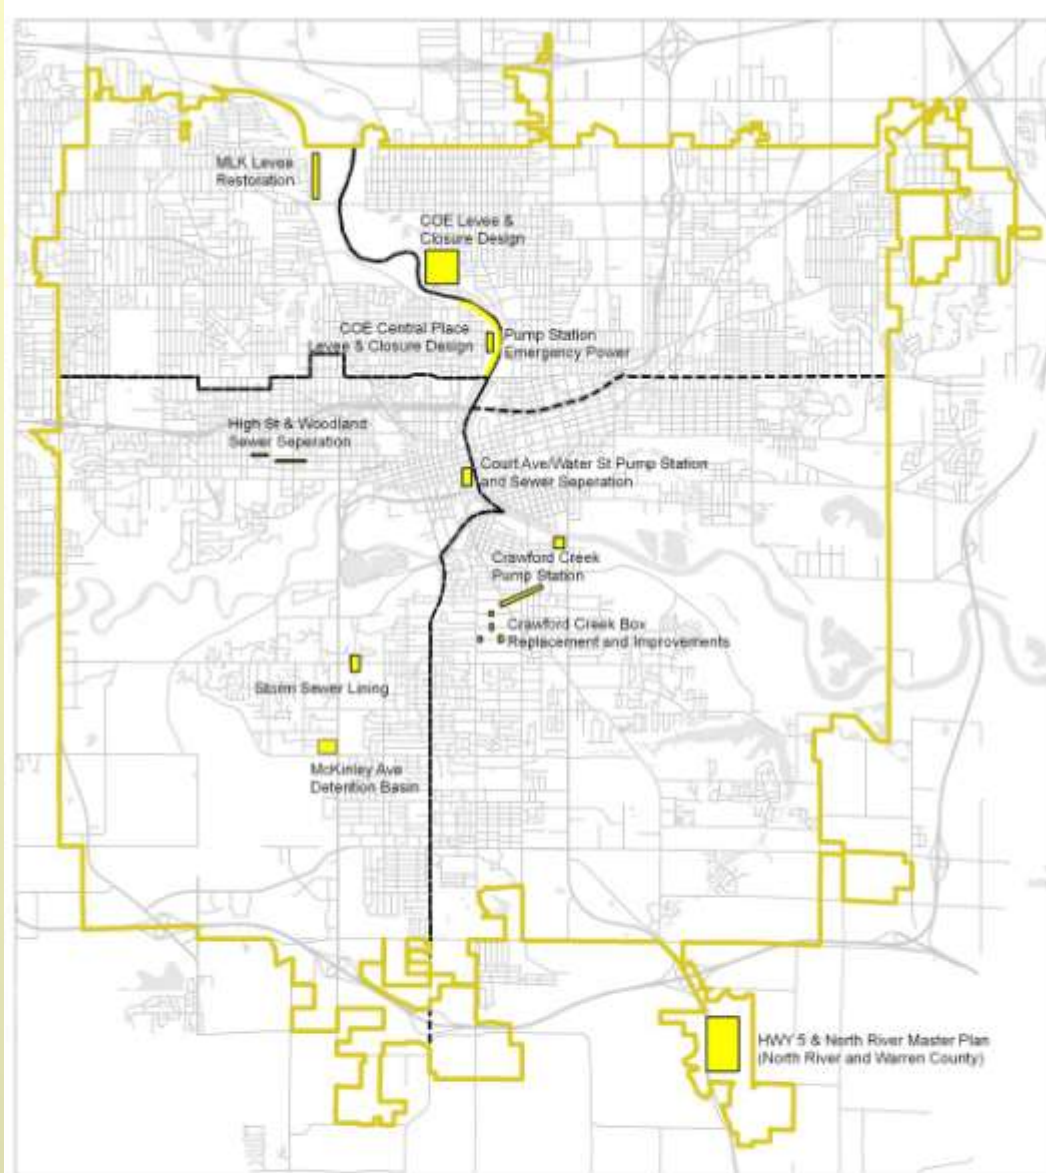 MLK Levee
Restoration
COE Levee &
Closure Design
COE Central Place
Levee & Closure Design
Pump Station
Emergency Power
High St & Woodland
Sewer Seperation
Court Ave/Water St Pump Station
and Sewer Seperation
Crawford Creek
Pump Station
Crawford Creek Box
Replacement and Improvements
Storm Sewer Lining
McKinley Ave
Detention Basin
HWY 5 & North River Master Plan
(North River and Warren County)